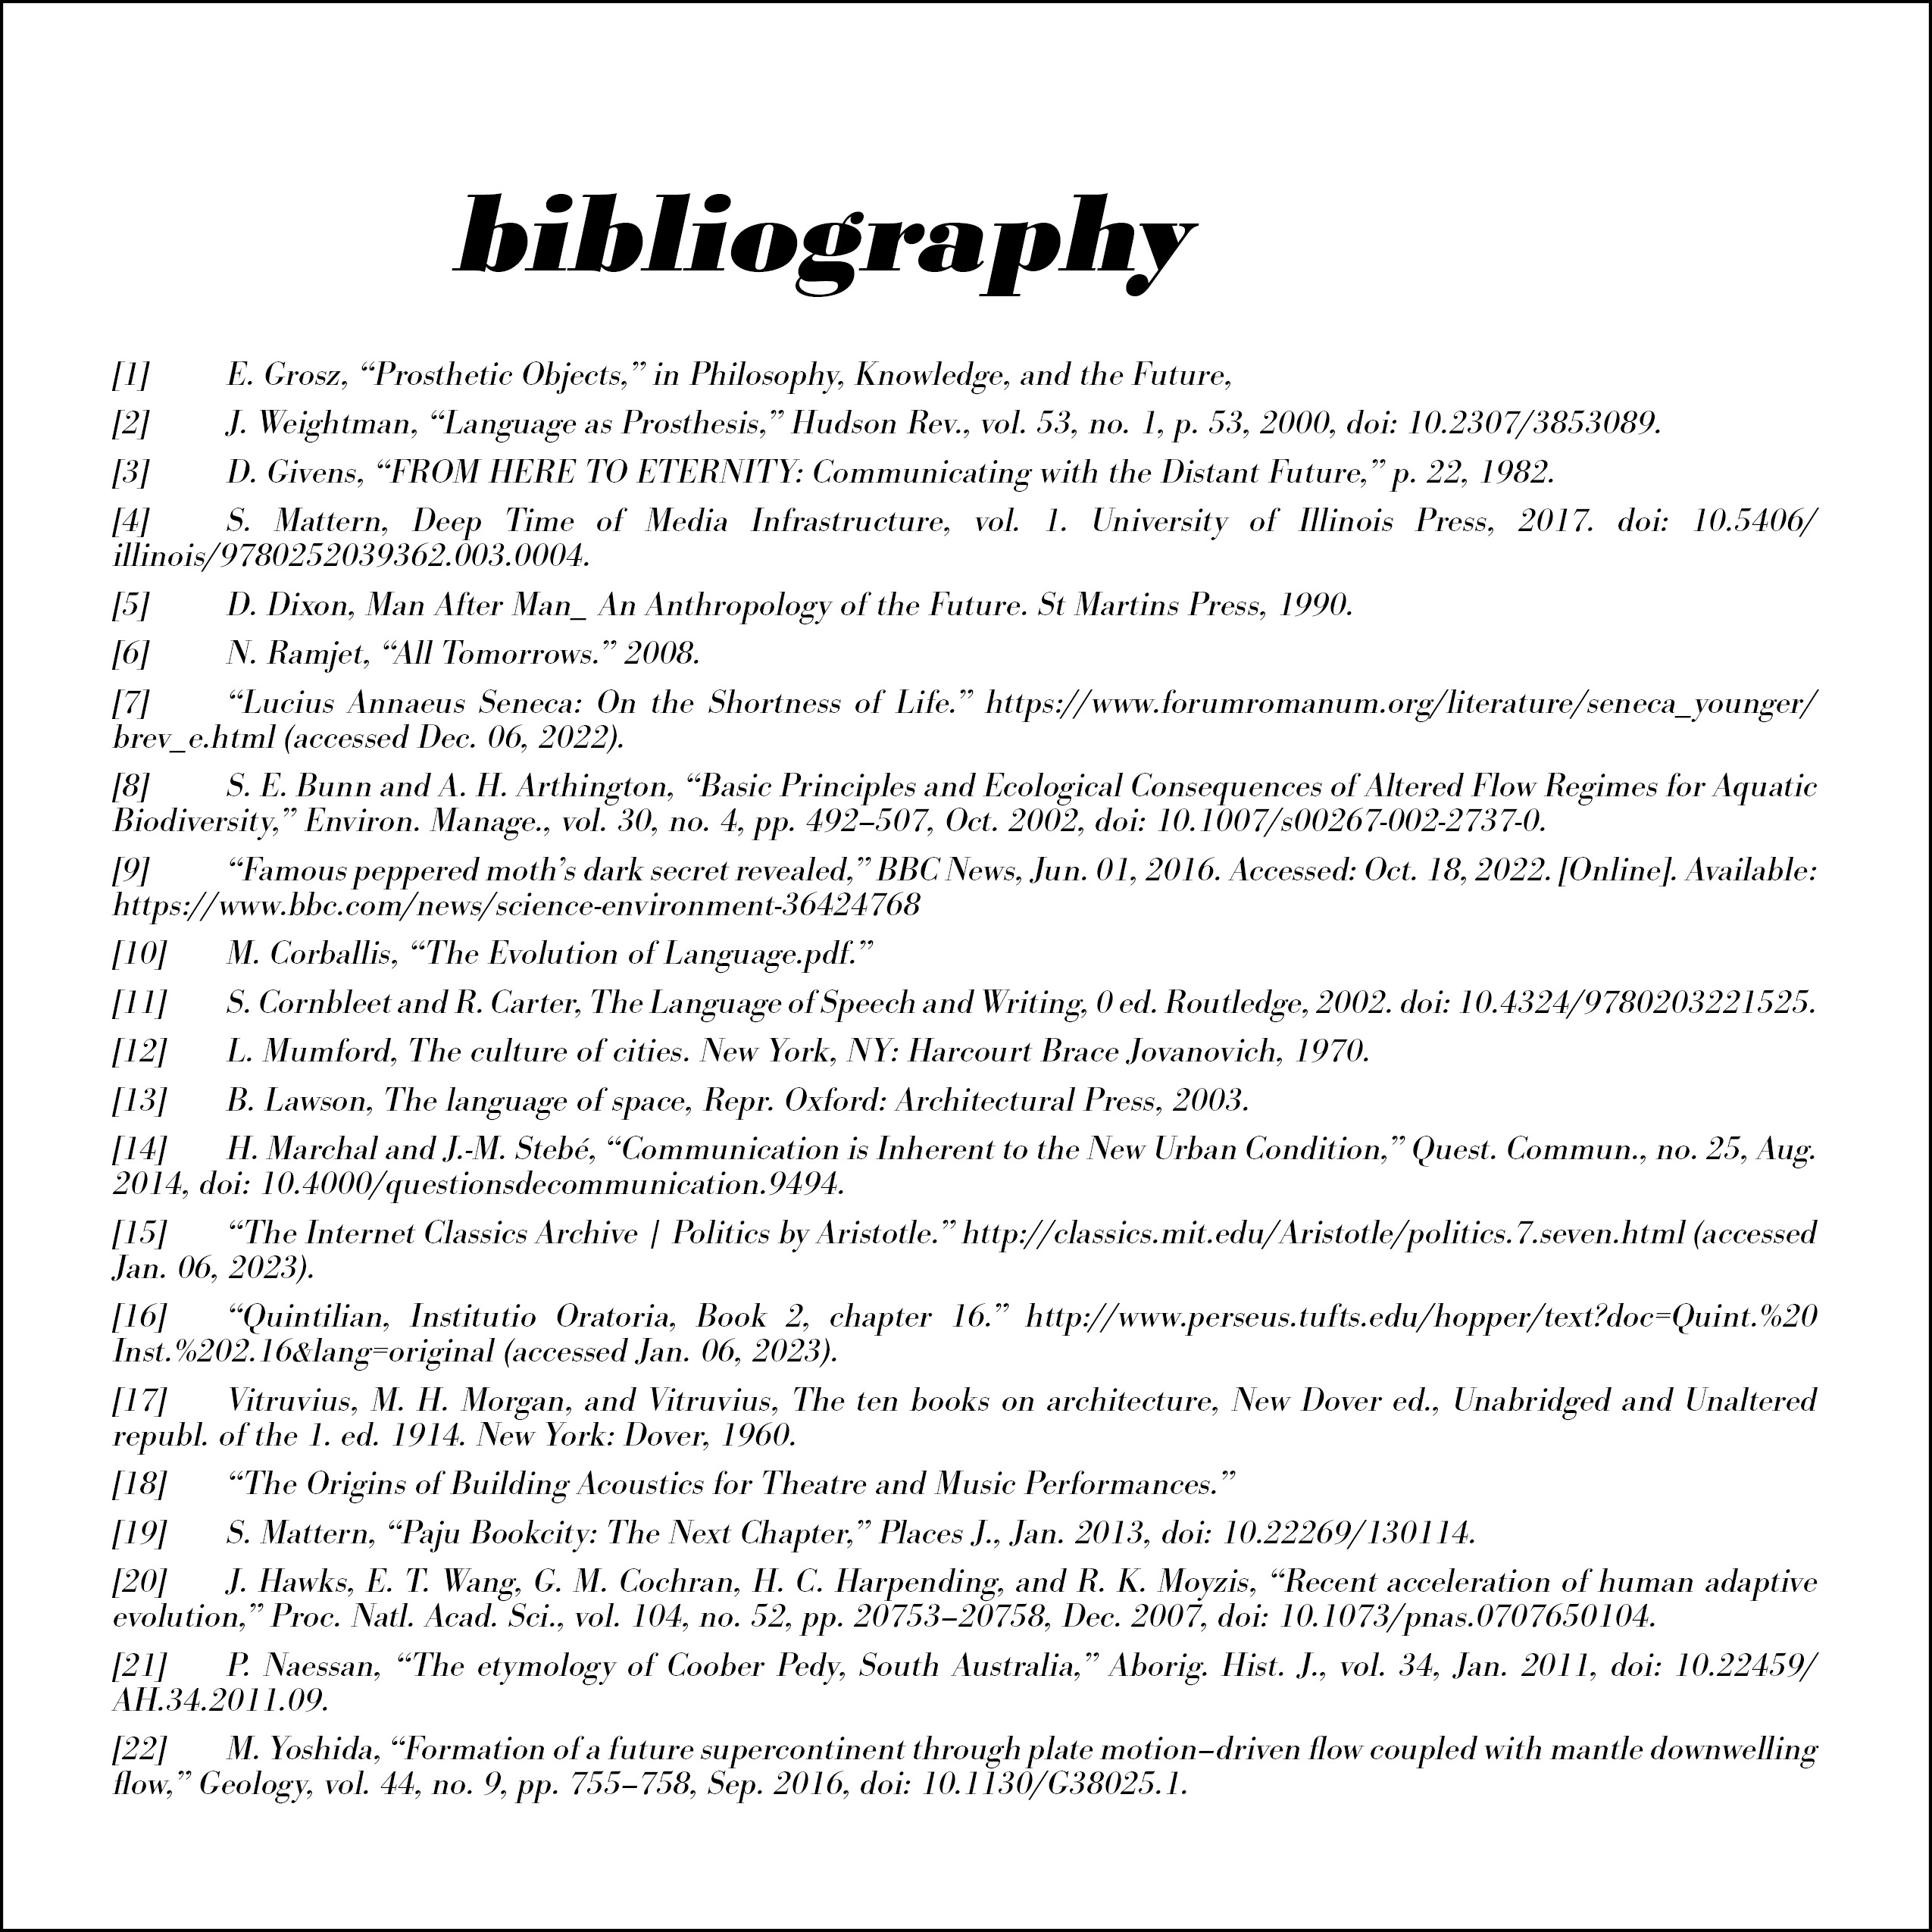 bibliography
[1] E. Grosz, “Prosthetic Objects,” in Philosophy, Knowledge, and the Future,
[2] J. Weightman, “Language as Prosthesis,” Hudson Rev., vol. 53, no. 1, p. 53, 2000, doi: 10.2307/3853089.
[3] D. Givens, “FROM HERE TO ETERNITY: Communicating with the Distant Future,” p. 22, 1982.
[4] S. Mattern, Deep Time of Media Infrastructure, vol. 1. University of Illinois Press, 2017. doi: 10.5406/
illinois/9780252039362.003.0004.
[5] D. Dixon, Man After Man_ An Anthropology of the Future. St Martins Press, 1990.
[6] N. Ramjet, “All Tomorrows.” 2008.
[7] “Lucius Annaeus Seneca: On the Shortness of Life.” https://www.forumromanum.org/literature/seneca_younger/
brev_e.html (accessed Dec. 06, 2022).
[8] S. E. Bunn and A. H. Arthington, “Basic Principles and Ecological Consequences of Altered Flow Regimes for Aquatic
Biodiversity,” Environ. Manage., vol. 30, no. 4, pp. 492–507, Oct. 2002, doi: 10.1007/s00267-002-2737-0.
[9] “Famous peppered moth’s dark secret revealed,” BBC News, Jun. 01, 2016. Accessed: Oct. 18, 2022. [Online]. Available:
https://www.bbc.com/news/science-environment-36424768
[10] M. Corballis, “The Evolution of Language.pdf.”
[11] S. Cornbleet and R. Carter, The Language of Speech and Writing, 0 ed. Routledge, 2002. doi: 10.4324/9780203221525.
[12] L. Mumford, The culture of cities. New York, NY: Harcourt Brace Jovanovich, 1970.
[13] B. Lawson, The language of space, Repr. Oxford: Architectural Press, 2003.
[14] H. Marchal and J.-M. Stebé, “Communication is Inherent to the New Urban Condition,” Quest. Commun., no. 25, Aug.
2014, doi: 10.4000/questionsdecommunication.9494.
[15] “The Internet Classics Archive | Politics by Aristotle.” http://classics.mit.edu/Aristotle/politics.7.seven.html (accessed
Jan. 06, 2023).
[16] “Quintilian, Institutio Oratoria, Book 2, chapter 16.” http://www.perseus.tufts.edu/hopper/text?doc=Quint.%20
Inst.%202.16&lang=original (accessed Jan. 06, 2023).
[17] Vitruvius, M. H. Morgan, and Vitruvius, The ten books on architecture, New Dover ed., Unabridged and Unaltered
republ. of the 1. ed. 1914. New York: Dover, 1960.
[18] “The Origins of Building Acoustics for Theatre and Music Performances.”
[19] S. Mattern, “Paju Bookcity: The Next Chapter,” Places J., Jan. 2013, doi: 10.22269/130114.
[20] J. Hawks, E. T. Wang, G. M. Cochran, H. C. Harpending, and R. K. Moyzis, “Recent acceleration of human adaptive
evolution,” Proc. Natl. Acad. Sci., vol. 104, no. 52, pp. 20753–20758, Dec. 2007, doi: 10.1073/pnas.0707650104.
[21] P. Naessan, “The etymology of Coober Pedy, South Australia,” Aborig. Hist. J., vol. 34, Jan. 2011, doi: 10.22459/
AH.34.2011.09.
[22] M. Yoshida, “Formation of a future supercontinent through plate motion–driven flow coupled with mantle downwelling
flow,” Geology, vol. 44, no. 9, pp. 755–758, Sep. 2016, doi: 10.1130/G38025.1.